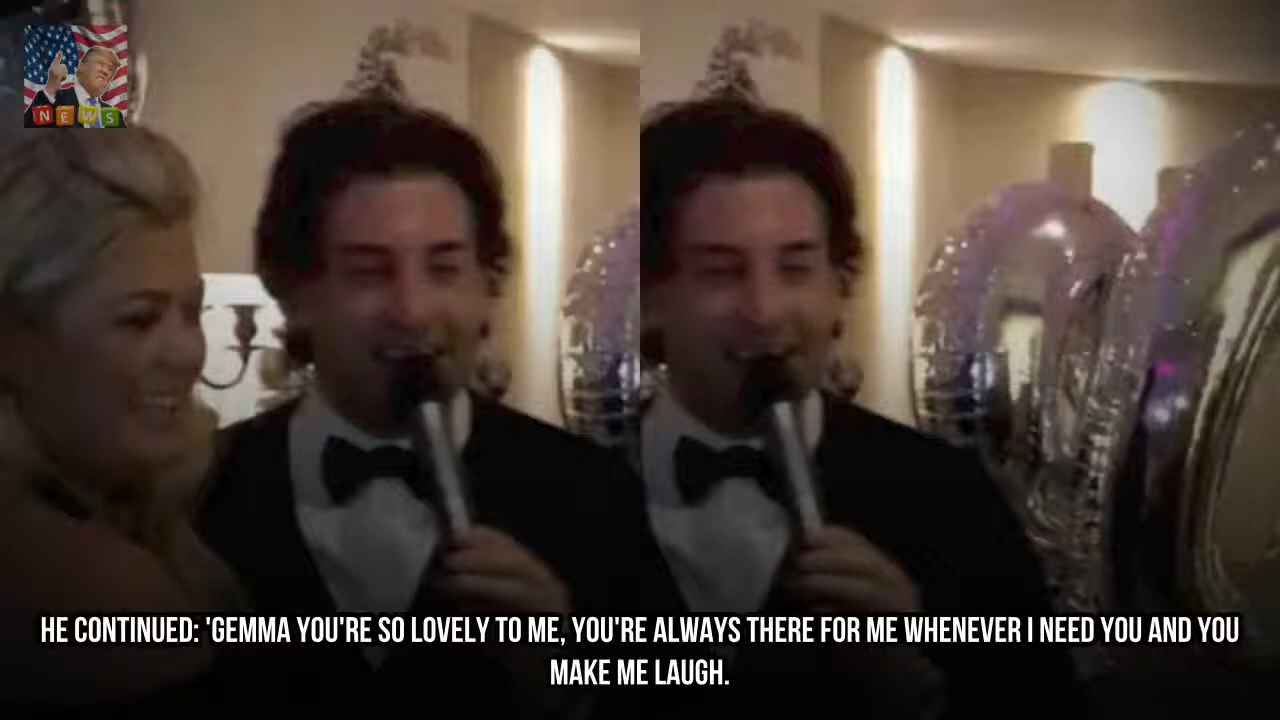 NEWS
HE CONTINUED: 'GEMMA YOU'RE SO LOVELY TO ME, YOU'RE ALWAYS THERE FOR ME WHENEVER I NEED YOU AND YOU
MAKE ME LAUGH.